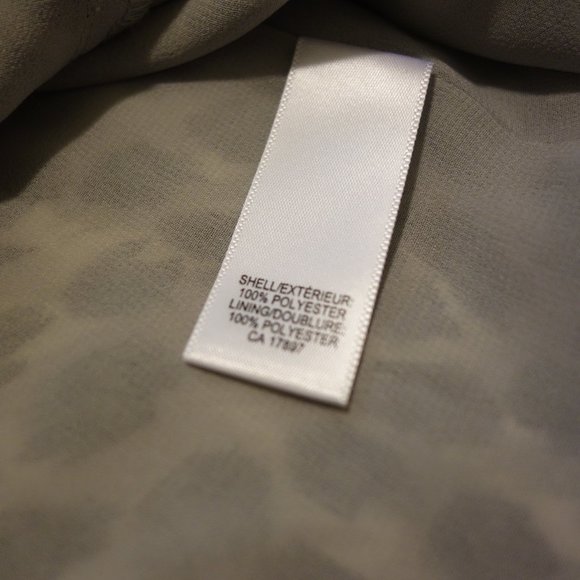 SHELL/EXTÉRIEUR:
100% POLYESTER
LINING/DOUBLURE:
100% POLYESTER
CA 17897